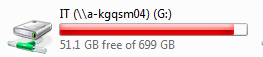 IT (\\a-kgqsm04) (G:)
51.1 GB free of 699 GB